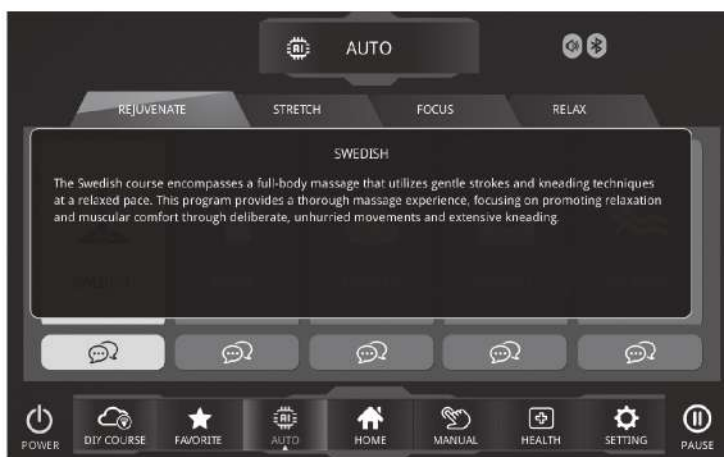 AI AUTO
REJUVENATE STRETCH FOCUS RELAX
SWEDISH
The Swedish course encompasses a full-body massage that utilizes gentle strokes and kneading techniques
at a relaxed pace. This program provides a thorough massage experience, focusing on promoting relaxation
and muscular comfort through deliberate, unhurried movements and extensive kneading.
AI
POWER DIY COURSE FAVORITE AUTO HOME MANUAL HEALTH SETTING PAUSE